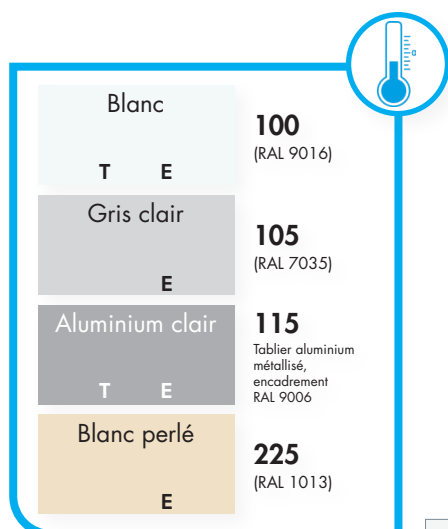 Blanc
T E
100
(RAL 9016)
Gris clair
E
105
(RAL 7035)
Aluminium clair
T E
115
Tablier aluminium
métallisé,
encadrement
RAL 9006
Blanc perlé
E
225
(RAL 1013)